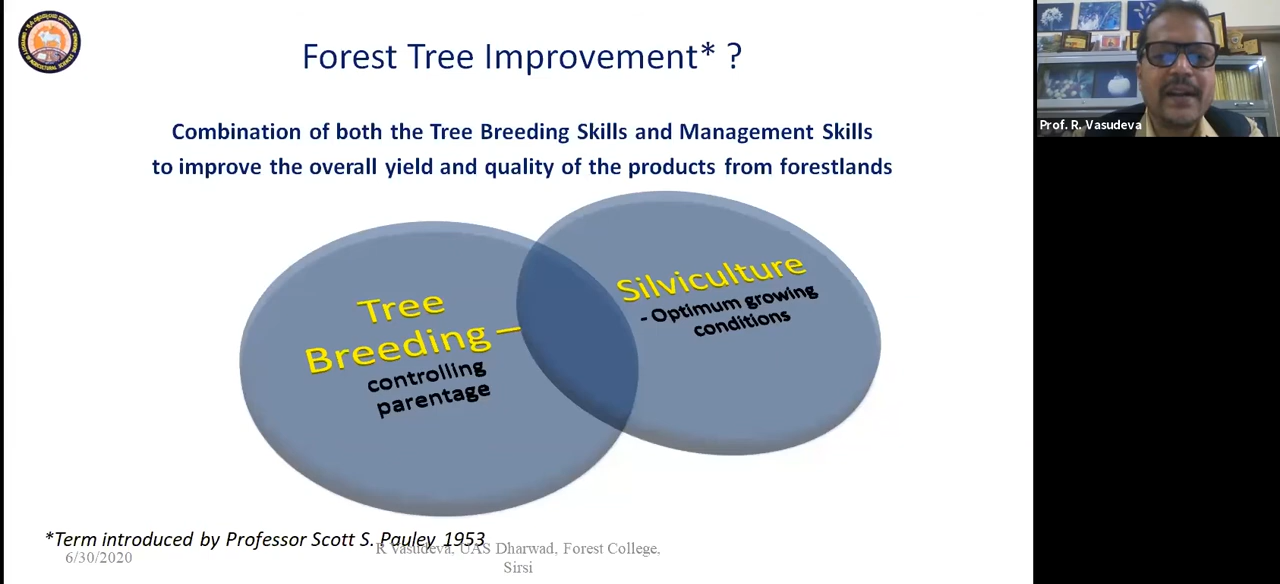 Forest Tree Improvement* ?
Combination of both the Tree Breeding Skills and Management Skills
to improve the overall yield and quality of the products from forestlands
Tree
Breeding –
controlling
parentage
Silviculture
- Optimum growing
conditions
*Term introduced by Professor Scott S. Pauley 1953
6/30/2020
R Vasudeva, UAS Dharwad, Forest College,
Sirsi
Prof. R. Vasudeva